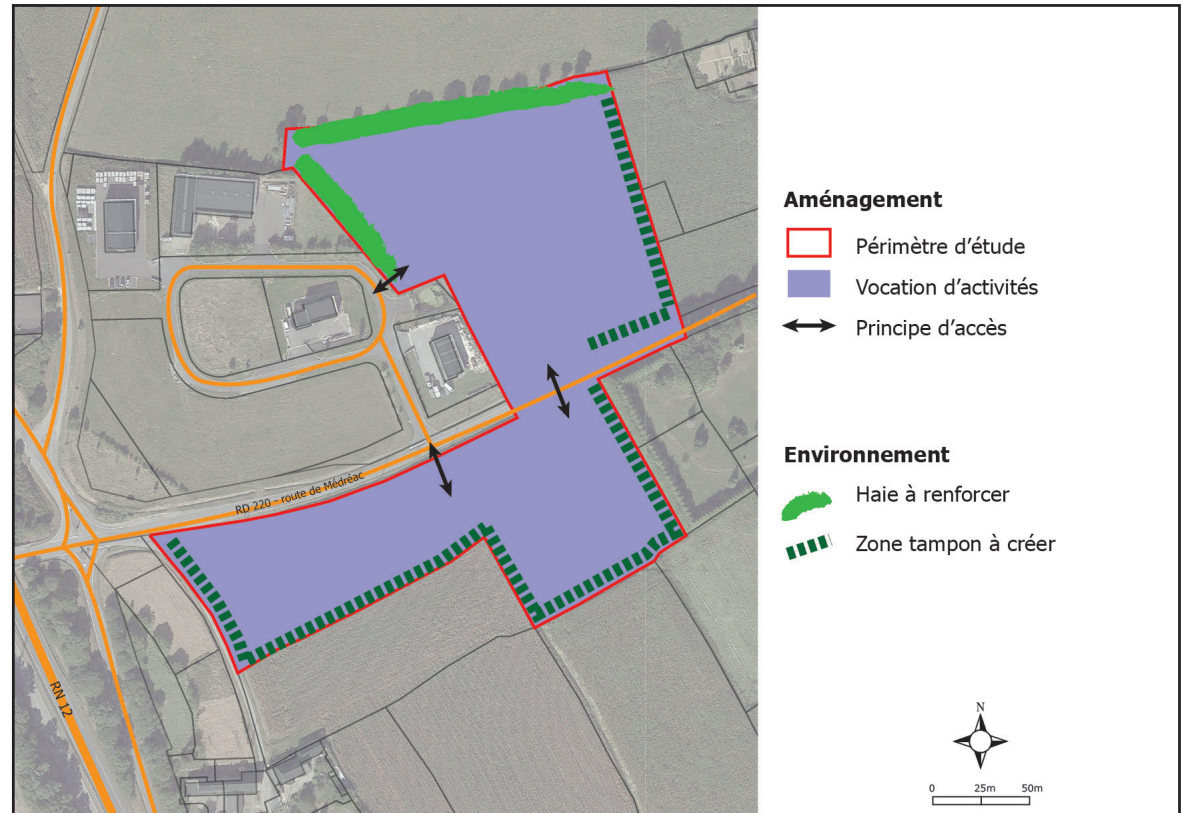 Aménagement
Périmètre d'étude
Vocation d'activités
Principe d'accès
Environnement
Haie à renforcer
Zone tampon à créer
RD 220 - route de Médréac
RN 12
N
0 25m 50m